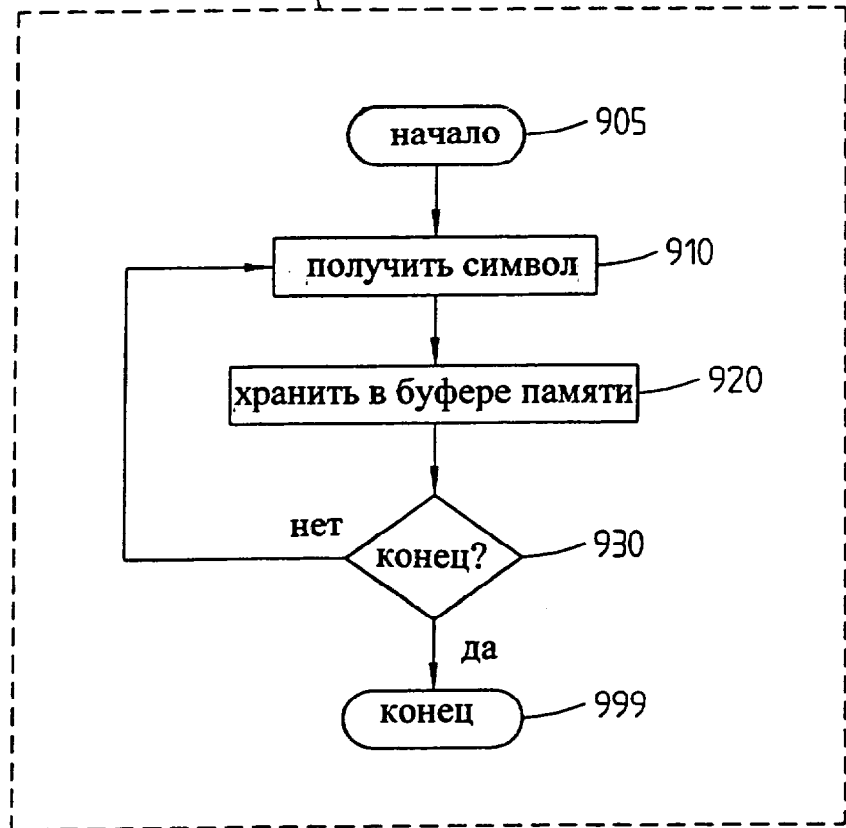 начало
905
получить символ
910
хранить в буфере памяти
920
нет
конец?
930
да
конец
999